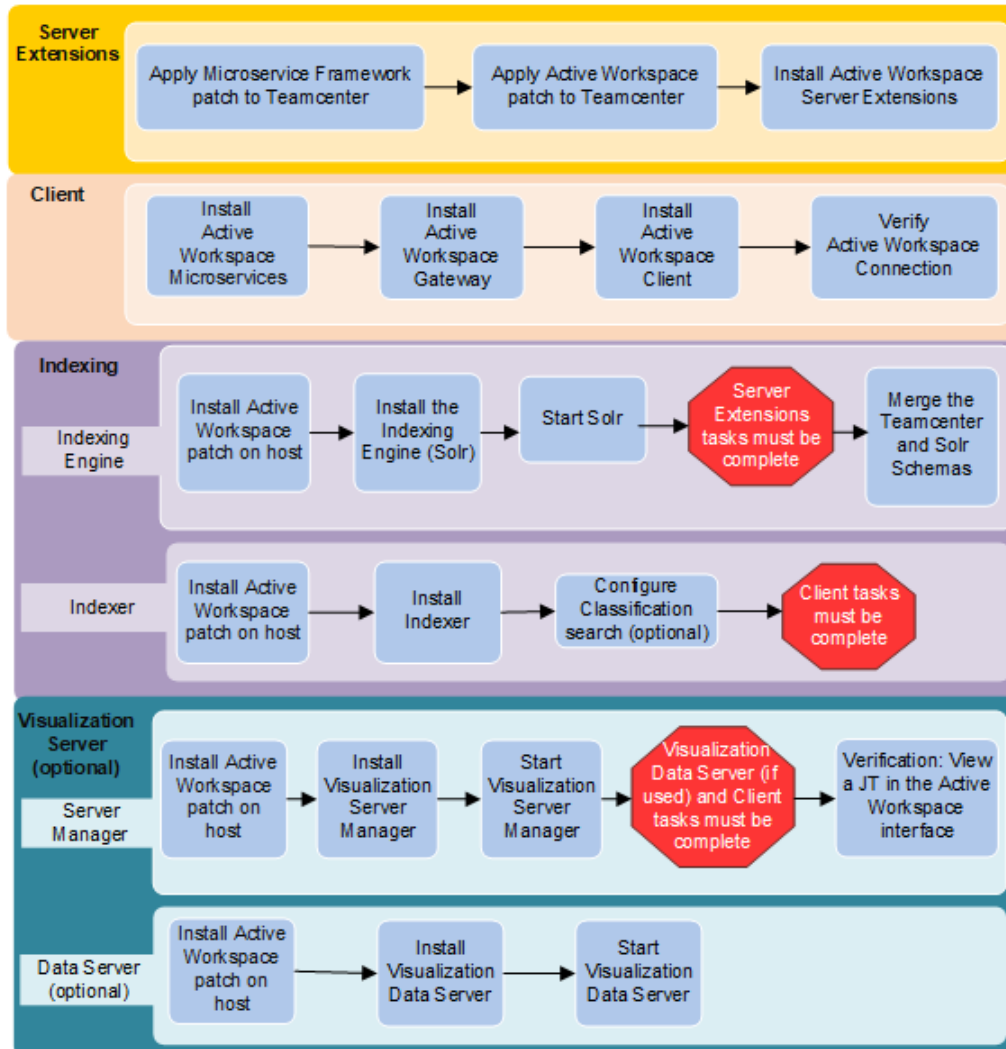 Server
Extensions
Apply Microservice Framework
patch to Teamcenter
Apply Active Workspace
patch to Teamcenter
Install Active Workspace
Server Extensions
Client
Install
Active
Workspace
Microservices
Install
Active
Workspace
Gateway
Install
Active
Workspace
Client
Verify
Active Workspace
Connection
Indexing
Indexing
Engine
Install Active
Workspace
patch on host
Install the
Indexing
Engine (Solr)
Start Solr
Server
Extensions
tasks must be
complete
Merge the
Teamcenter
and Solr
Schemas
Indexer
Install Active
Workspace
patch on host
Install
Indexer
Configure
Classification
search (optional)
Client tasks
must be
complete
Visualization
Server
(optional)
Server
Manager
Install Active
Workspace
patch on
host
Install
Visualization
Server
Manager
Start
Visualization
Server
Manager
Visualization
Data Server (if
used) and Client
tasks must be
complete
Verification: View
a JT in the Active
Workspace
interface
Data Server
(optional)
Install Active
Workspace
patch on
host
Install
Visualization
Data Server
Start
Visualization
Data Server